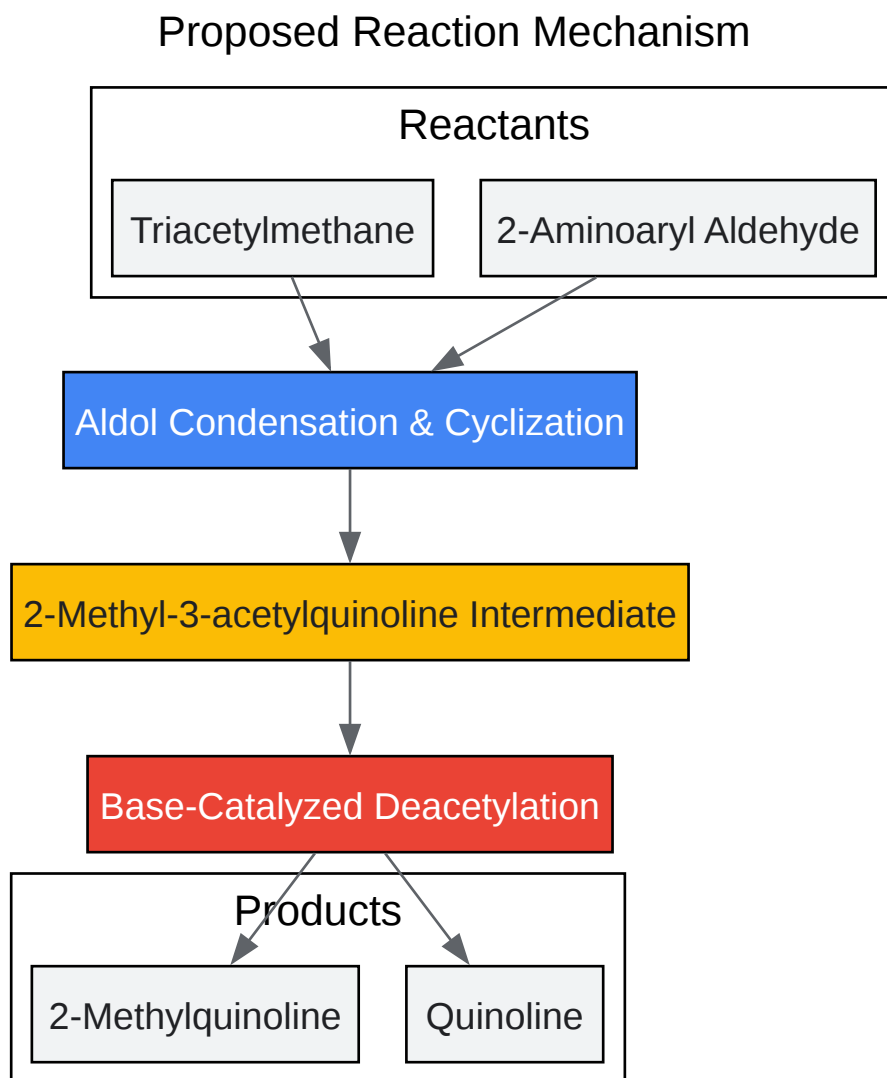 Proposed Reaction Mechanism
Reactants
Triacetylmethane
2-Aminoaryl Aldehyde
Aldol Condensation & Cyclization
2-Methyl-3-acetylquinoline Intermediate
Base-Catalyzed Deacetylation
Products
2-Methylquinoline
Quinoline